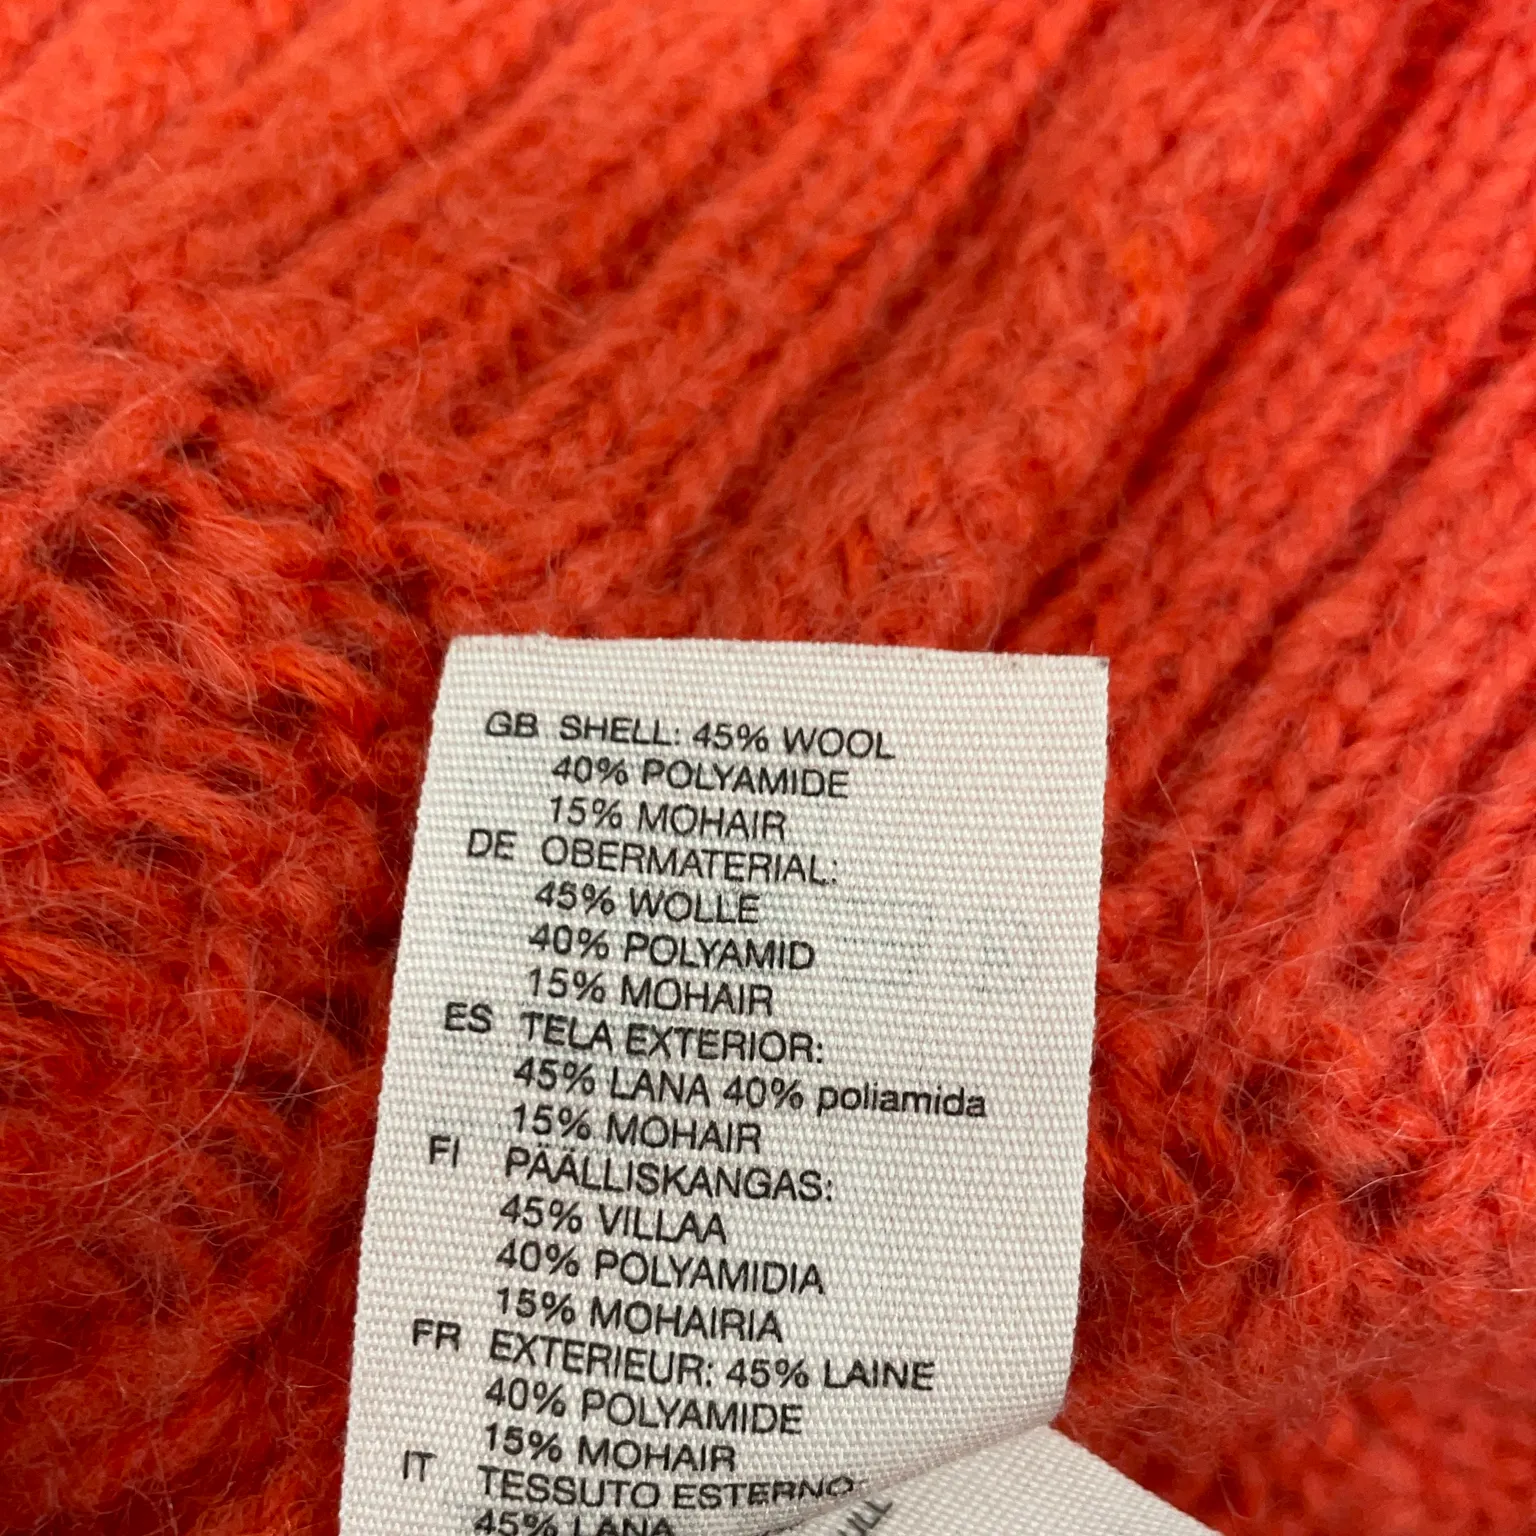 GB SHELL: 45% WOOL
40% POLYAMIDE
15% MOHAIR
DE OBERMATERIAL:
45% WOLLE
40% POLYAMID
15% MOHAIR
ES TELA EXTERIOR:
45% LANA 40% poliamida
15% MOHAIR
FI PÄÄLLISKANGAS:
45% VILLAA
40% POLYAMIDIA
15% MOHAIRIA
FR EXTERIEUR: 45% LAINE
40% POLYAMIDE
15% MOHAIR
IT TESSUTO ESTERNO:
45% LANA